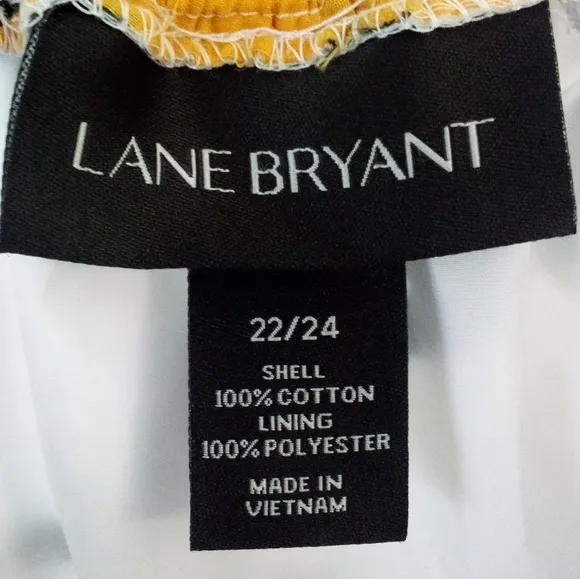 LANE BRYANT
22/24
SHELL
100% COTTON
LINING
100% POLYESTER
MADE IN
VIETNAM